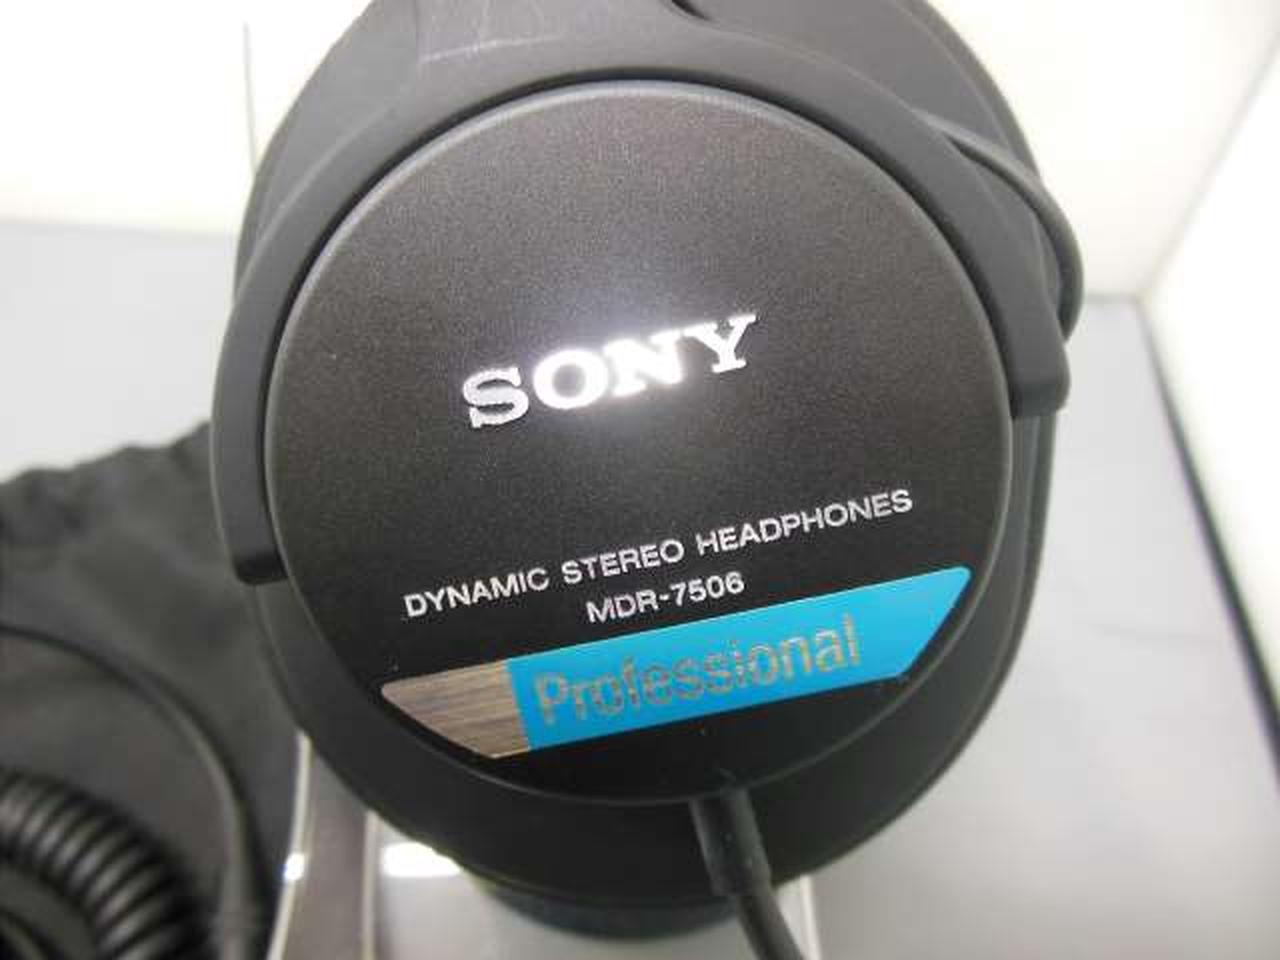 SONY
DYNAMIC STEREO HEADPHONES
MDR-7506
Professional